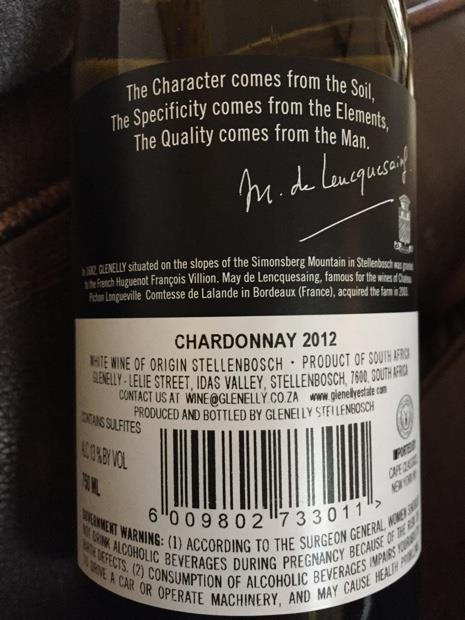 The Character comes from the Soil,
The Specificity comes from the Elements,
The Quality comes from the Man.
M. de Lencquesaing.
In 1682, GLENELLY situated on the slopes of the Simonsberg Mountain in Stellenbosch was granted
to the French Huguenot François Villion. May de Lencquesaing, famous for the wines of Château
Pichon Longueville Comtesse de Lalande in Bordeaux (France), acquired the farm in 2003.
CHARDONNAY 2012
WHITE WINE OF ORIGIN STELLENBOSCH · PRODUCT OF SOUTH AFRICA
GLENELLY - LELIE STREET, IDAS VALLEY, STELLENBOSCH, 7600, SOUTH AFRICA
CONTACT US AT WINE@GLENELLY.CO.ZA www.glenellyestate.com
PRODUCED AND BOTTLED BY GLENELLY STELLENBOSCH
CONTAINS SULFITES
ALC 13 % BY VOL
750 ML
IMPORTED BY
CAPE
NEW YORK
6 009802 733011 >
GOVERNMENT WARNING: (1) ACCORDING TO THE SURGEON GENERAL, WOMEN SHOULD
NOT DRINK ALCOHOLIC BEVERAGES DURING PREGNANCY BECAUSE OF THE RISK OF
BIRTH DEFECTS. (2) CONSUMPTION OF ALCOHOLIC BEVERAGES IMPAIRS YOUR ABILITY
TO DRIVE A CAR OR OPERATE MACHINERY, AND MAY CAUSE HEALTH